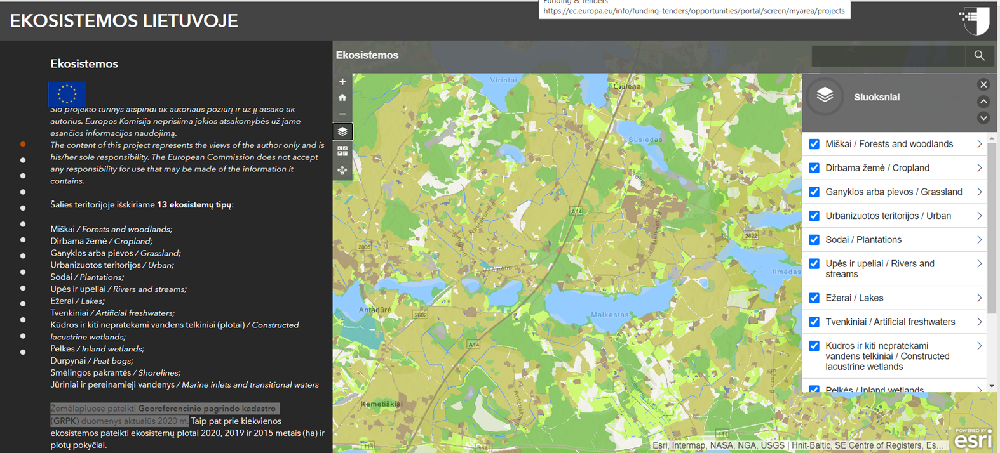 Funding & tenders
https://ec.europa.eu/info/funding-tenders/opportunities/portal/screen/myarea/projects
EKOSISTEMOS LIETUVOJE
Ekosistemos
Šio projekto turinys atspindi tik autoriaus požiūrį ir už jį atsako tik
autorius. Europos Komisija neprisiima jokios atsakomybės už jame
esančios informacijos naudojimą.
The content of this project represents the views of the author only and is
his/her sole responsibility. The European Commission does not accept
any responsibility for use that may be made of the information it
contains.
Šalies teritorijoje išskiriame 13 ekosistemų tipų:
Miškai / Forests and woodlands;
Dirbama žemė / Cropland;
Ganyklos arba pievos / Grassland;
Urbanizuotos teritorijos / Urban;
Sodai / Plantations;
Upės ir upeliai / Rivers and streams;
Ežerai / Lakes;
Tvenkiniai / Artificial freshwaters;
Kūdros ir kiti nepratekami vandens telkiniai (plotai) / Constructed
lacustrine wetlands;
Pelkės / Inland wetlands;
Durpynai / Peat bogs;
Smėlingos pakrantės / Shorelines;
Jūriniai ir pereinamieji vandenys / Marine inlets and transitional waters
Žemėlapiuose pateikti Georeferencinio pagrindo kadastro
(GRPK) duomenys aktualūs 2020 m. Taip pat prie kiekvienos
ekosistemos pateikti ekosistemų plotai 2020, 2019 ir 2015 metais (ha) ir
plotų pokyčiai.
Ekosistemos
Virintai
Čiulėnai
Susiedas
Naujakurių g.
A14
2805
2822
Vadinėlio g.
Ilmėdas
Antadūrė
2802
Malkestas
A14
Kemetiškiai
114
114
114
Sluoksniai
Miškai / Forests and woodlands
Dirbama žemė / Cropland
Ganyklos arba pievos / Grassland
Urbanizuotos teritorijos / Urban
Sodai / Plantations
Upės ir upeliai / Rivers and
streams
Ežerai / Lakes
Tvenkiniai / Artificial freshwaters
Kūdros ir kiti nepratekami
vandens telkiniai / Constructed
lacustrine wetlands
Pelkės / Inland wetlands
Esri, Intermap, NASA, NGA, USGS | Hnit-Baltic, SE Centre of Registers, Es...
POWERED BY
esri